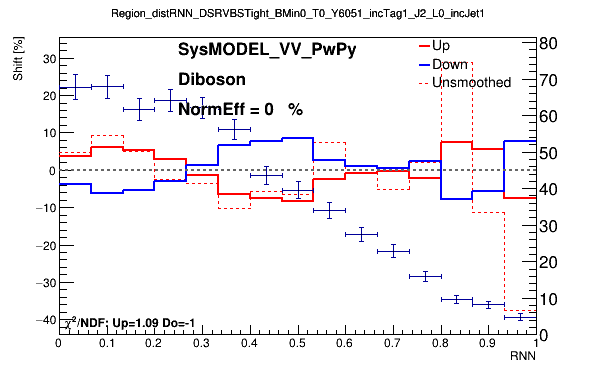 Region_distRNN_DSRVBSTight_BMin0_T0_Y6051_incTag1_J2_L0_incJet1
Shift [%]
SysMODEL_VV_PwPy
Diboson
NormEff = 0 %
Up
Down
Unsmoothed
30
20
10
0
−10
−20
−30
−40
80
70
60
50
40
30
20
10
0
χ²/NDF: Up=1.09 Do=-1
0 0.1 0.2 0.3 0.4 0.5 0.6 0.7 0.8 0.9 1
RNN